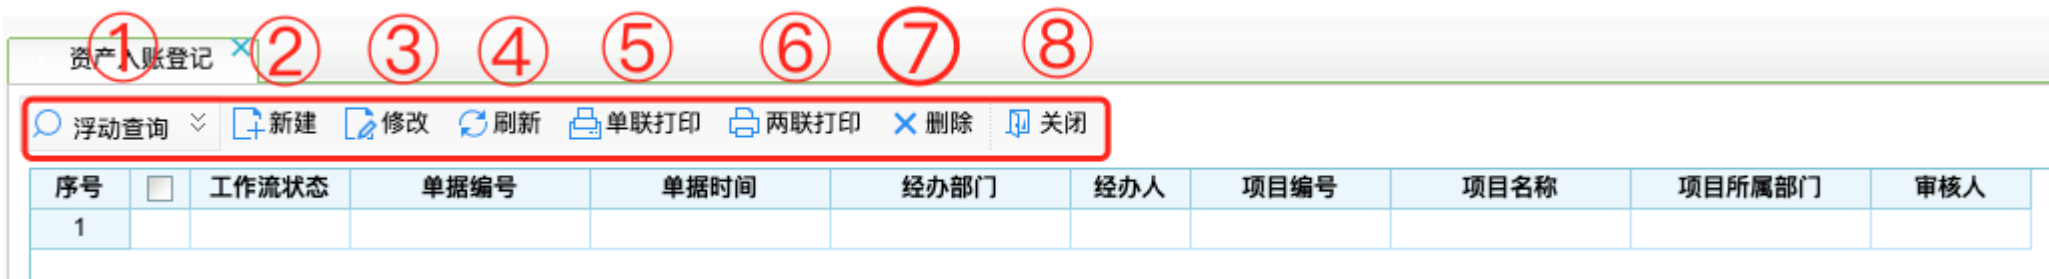 ① ② ③ ④ ⑤ ⑥ ⑦ ⑧
资产入账登记
浮动查询 新建 修改 刷新 单联打印 两联打印 删除 关闭
序号 工作流状态 单据编号 单据时间 经办部门 经办人 项目编号 项目名称 项目所属部门 审核人
1